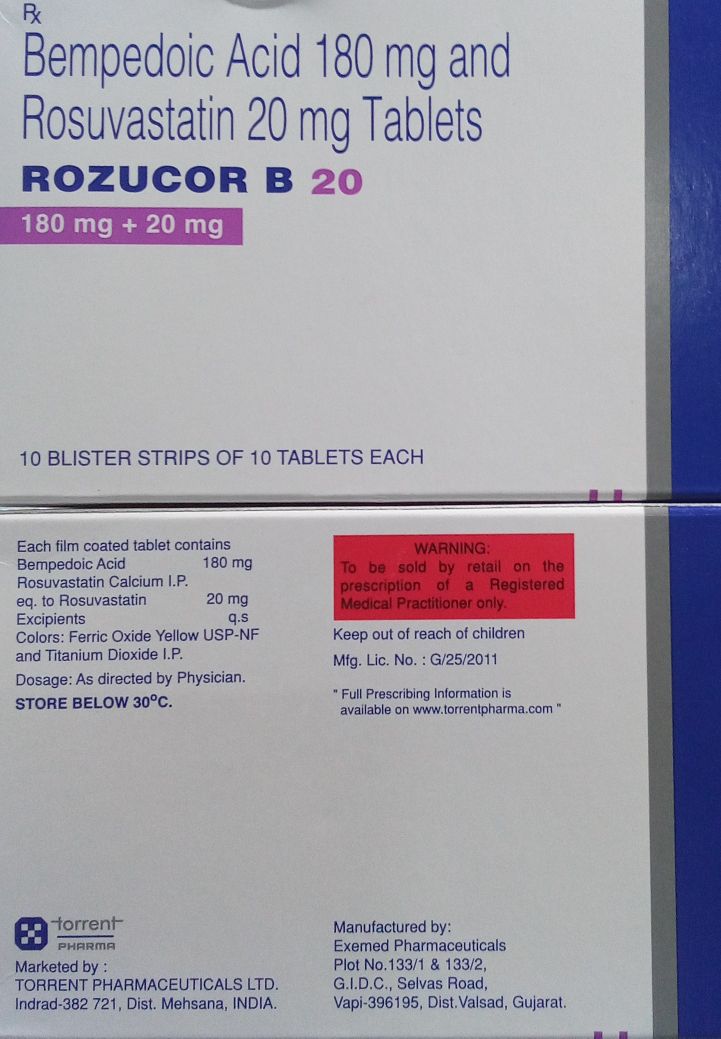 Rx
Bempedoic Acid 180 mg and
Rosuvastatin 20 mg Tablets
ROZUCOR B 20
180 mg + 20 mg
10 BLISTER STRIPS OF 10 TABLETS EACH
Each film coated tablet contains
Bempedoic Acid 180 mg
Rosuvastatin Calcium I.P.
eq. to Rosuvastatin 20 mg
Excipients q.s
Colors: Ferric Oxide Yellow USP-NF
and Titanium Dioxide I.P.
Dosage: As directed by Physician.
STORE BELOW 30°C.
WARNING:
To be sold by retail on the
prescription of a Registered
Medical Practitioner only.
Keep out of reach of children
Mfg. Lic. No. : G/25/2011
" Full Prescribing Information is
available on www.torrentpharma.com "
torrent
PHARMA
Marketed by :
TORRENT PHARMACEUTICALS LTD.
Indrad-382 721, Dist. Mehsana, INDIA.
Manufactured by:
Exemed Pharmaceuticals
Plot No.133/1 & 133/2,
G.I.D.C., Selvas Road,
Vapi-396195, Dist.Valsad, Gujarat.